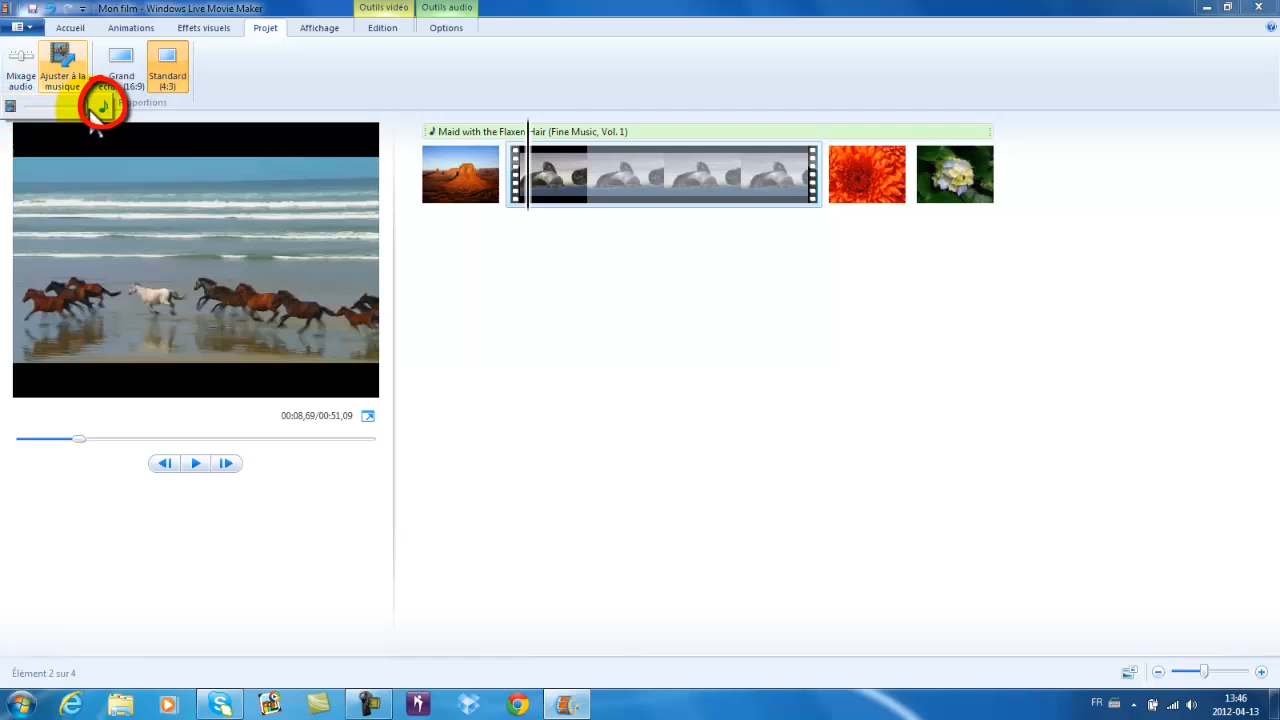 Mon film - Windows Live Movie Maker
Outils vidéo
Outils audio
Accueil
Animations
Effets visuels
Projet
Affichage
Edition
Options
Mixage audio
Ajuster à la musique
Grand (16:9)
Standard (4:3)
Maid with the Flaxen Hair (Fine Music, Vol. 1)
00:08,69/00:51,09
Élément 2 sur 4
FR
13:46
2012-04-13